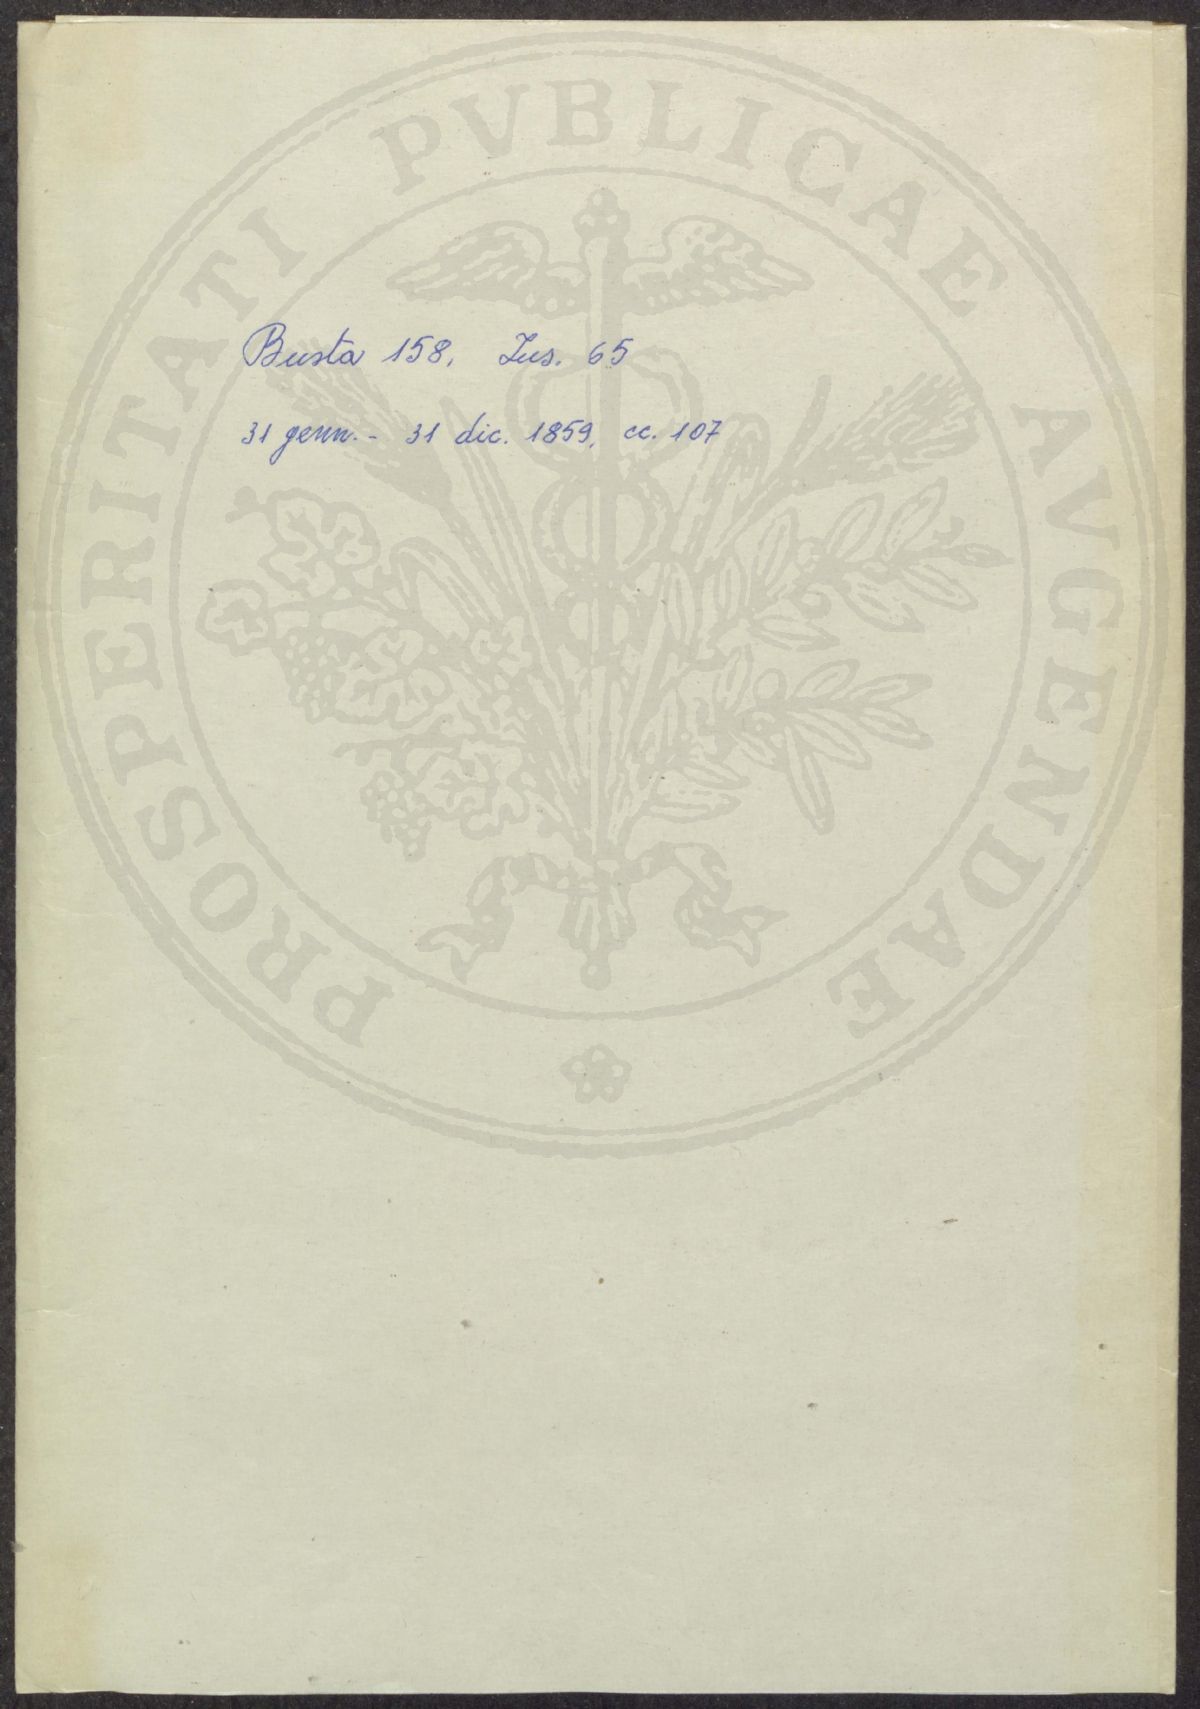 Busta 158, Ins. 65
31 genn. - 31 dic. 1859, cc. 107
PROSPERITATI PVBLICAE AVGENDAE